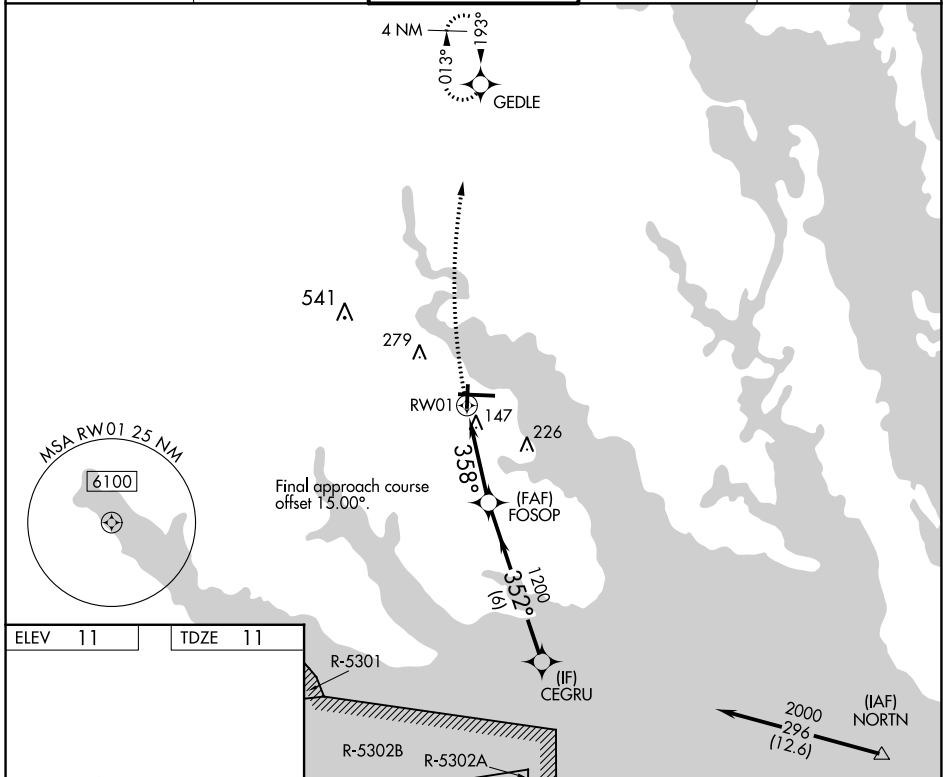 4 NM
193°
013°
GEDLE
541
279
RW01
147
226
MSA RW01 25 NM
6100
358°
Final approach course
offset 15.00°.
(FAF)
FOSOP
1200
352°
(6)
ELEV 11
TDZE 11
R-5301
(IF)
CEGRU
2000
296
(12.6)
(IAF)
NORTN
R-5302B
R-5302A